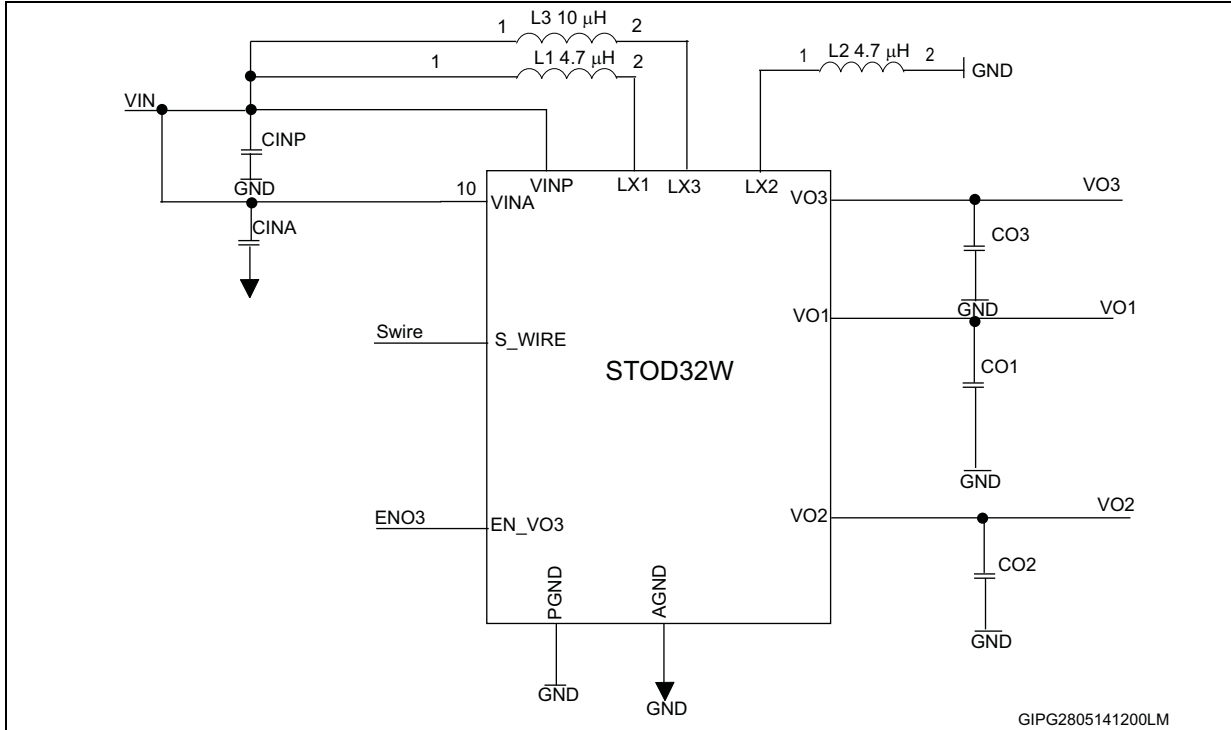 1 L3 10 μH 2
1 L1 4.7 μH 2
1 L2 4.7 μH 2
GND
VIN
CINP
GND
10
VINA
VINP
LX1
LX3
LX2
VO3
VO3
CINA
CO3
GND
VO1
VO1
Swire
S_WIRE
STOD32W
CO1
GND
ENO3
EN_VO3
VO2
VO2
CO2
GND
PGND
AGND
GND
GND
GIPG2805141200LM